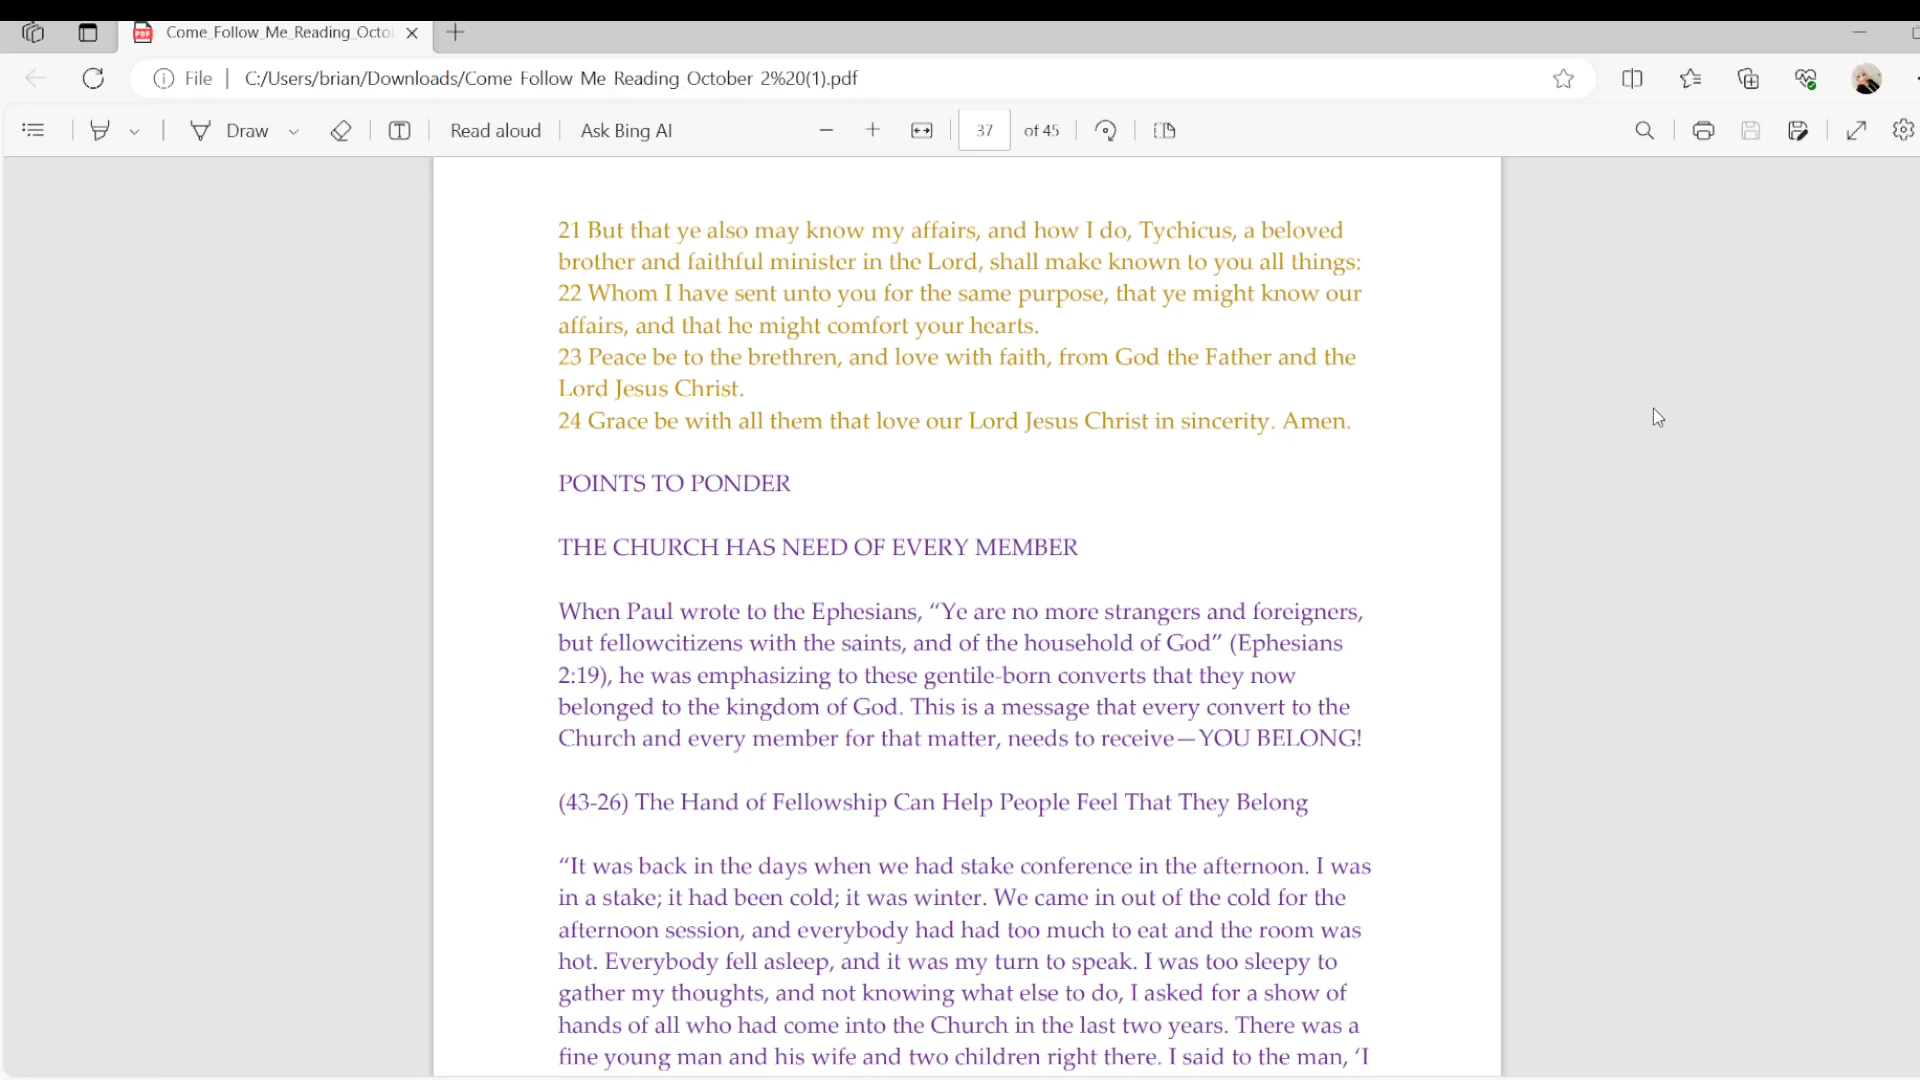 Come_Follow_Me_Reading_Octo
File | C:/Users/brian/Downloads/Come Follow Me Reading October 2%20(1).pdf
Draw Read aloud Ask Bing AI 37 of 45
21 But that ye also may know my affairs, and how I do, Tychicus, a beloved
brother and faithful minister in the Lord, shall make known to you all things:
22 Whom I have sent unto you for the same purpose, that ye might know our
affairs, and that he might comfort your hearts.
23 Peace be to the brethren, and love with faith, from God the Father and the
Lord Jesus Christ.
24 Grace be with all them that love our Lord Jesus Christ in sincerity. Amen.
POINTS TO PONDER
THE CHURCH HAS NEED OF EVERY MEMBER
When Paul wrote to the Ephesians, “Ye are no more strangers and foreigners,
but fellowcitizens with the saints, and of the household of God” (Ephesians
2:19), he was emphasizing to these gentile-born converts that they now
belonged to the kingdom of God. This is a message that every convert to the
Church and every member for that matter, needs to receive—YOU BELONG!
(43-26) The Hand of Fellowship Can Help People Feel That They Belong
“It was back in the days when we had stake conference in the afternoon. I was
in a stake; it had been cold; it was winter. We came in out of the cold for the
afternoon session, and everybody had had too much to eat and the room was
hot. Everybody fell asleep, and it was my turn to speak. I was too sleepy to
gather my thoughts, and not knowing what else to do, I asked for a show of
hands of all who had come into the Church in the last two years. There was a
fine young man and his wife and two children right there. I said to the man, ‘I